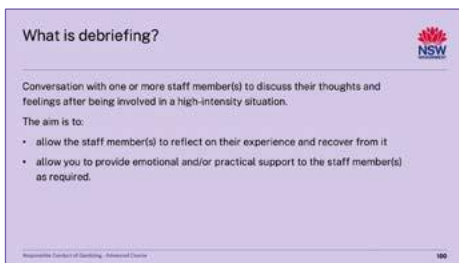 What is debriefing?
NSW
GOVERNMENT
Conversation with one or more staff member(s) to discuss their thoughts and
feelings after being involved in a high-intensity situation.
The aim is to:
• allow the staff member(s) to reflect on their experience and recover from it
• allow you to provide emotional and/or practical support to the staff member(s)
as required.
Responsible Conduct of Gambling - Advanced Course
100